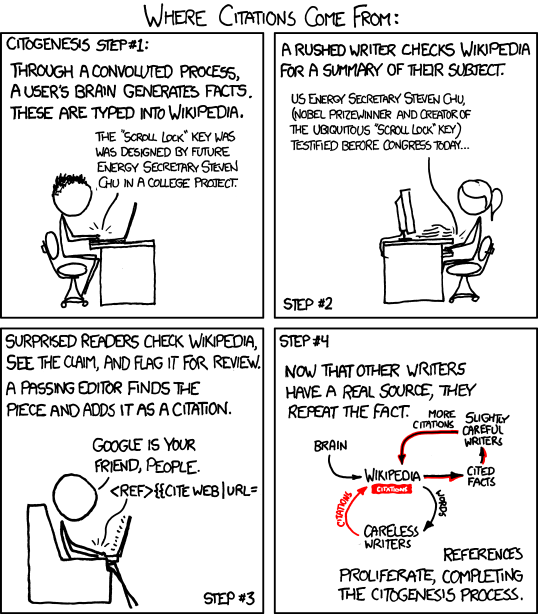 WHERE CITATIONS COME FROM:
CITOGENESIS STEP #1:
THROUGH A CONVOLUTED PROCESS,
A USER'S BRAIN GENERATES FACTS.
THESE ARE TYPED INTO WIKIPEDIA.
THE "SCROLL LOCK" KEY WAS
WAS DESIGNED BY FUTURE
ENERGY SECRETARY STEVEN
CHU IN A COLLEGE PROJECT.
A RUSHED WRITER CHECKS WIKIPEDIA
FOR A SUMMARY OF THEIR SUBJECT.
US ENERGY SECRETARY STEVEN CHU,
(NOBEL PRIZEWINNER AND CREATOR OF
THE UBIQUITOUS "SCROLL LOCK" KEY)
TESTIFIED BEFORE CONGRESS TODAY...
STEP #2
SURPRISED READERS CHECK WIKIPEDIA,
SEE THE CLAIM, AND FLAG IT FOR REVIEW.
A PASSING EDITOR FINDS THE
PIECE AND ADDS IT AS A CITATION.
GOOGLE IS YOUR
FRIEND, PEOPLE.
<REF>{{CITE WEB|URL=
STEP #3
STEP #4
NOW THAT OTHER WRITERS
HAVE A REAL SOURCE, THEY
REPEAT THE FACT.
MORE
CITATIONS
SLIGHTLY
CAREFUL
WRITERS
BRAIN
WIKIPEDIA
CITATIONS
CITED
FACTS
CITATIONS
WORDS
CARELESS
WRITERS
REFERENCES
PROLIFERATE, COMPLETING
THE CITOGENESIS PROCESS.